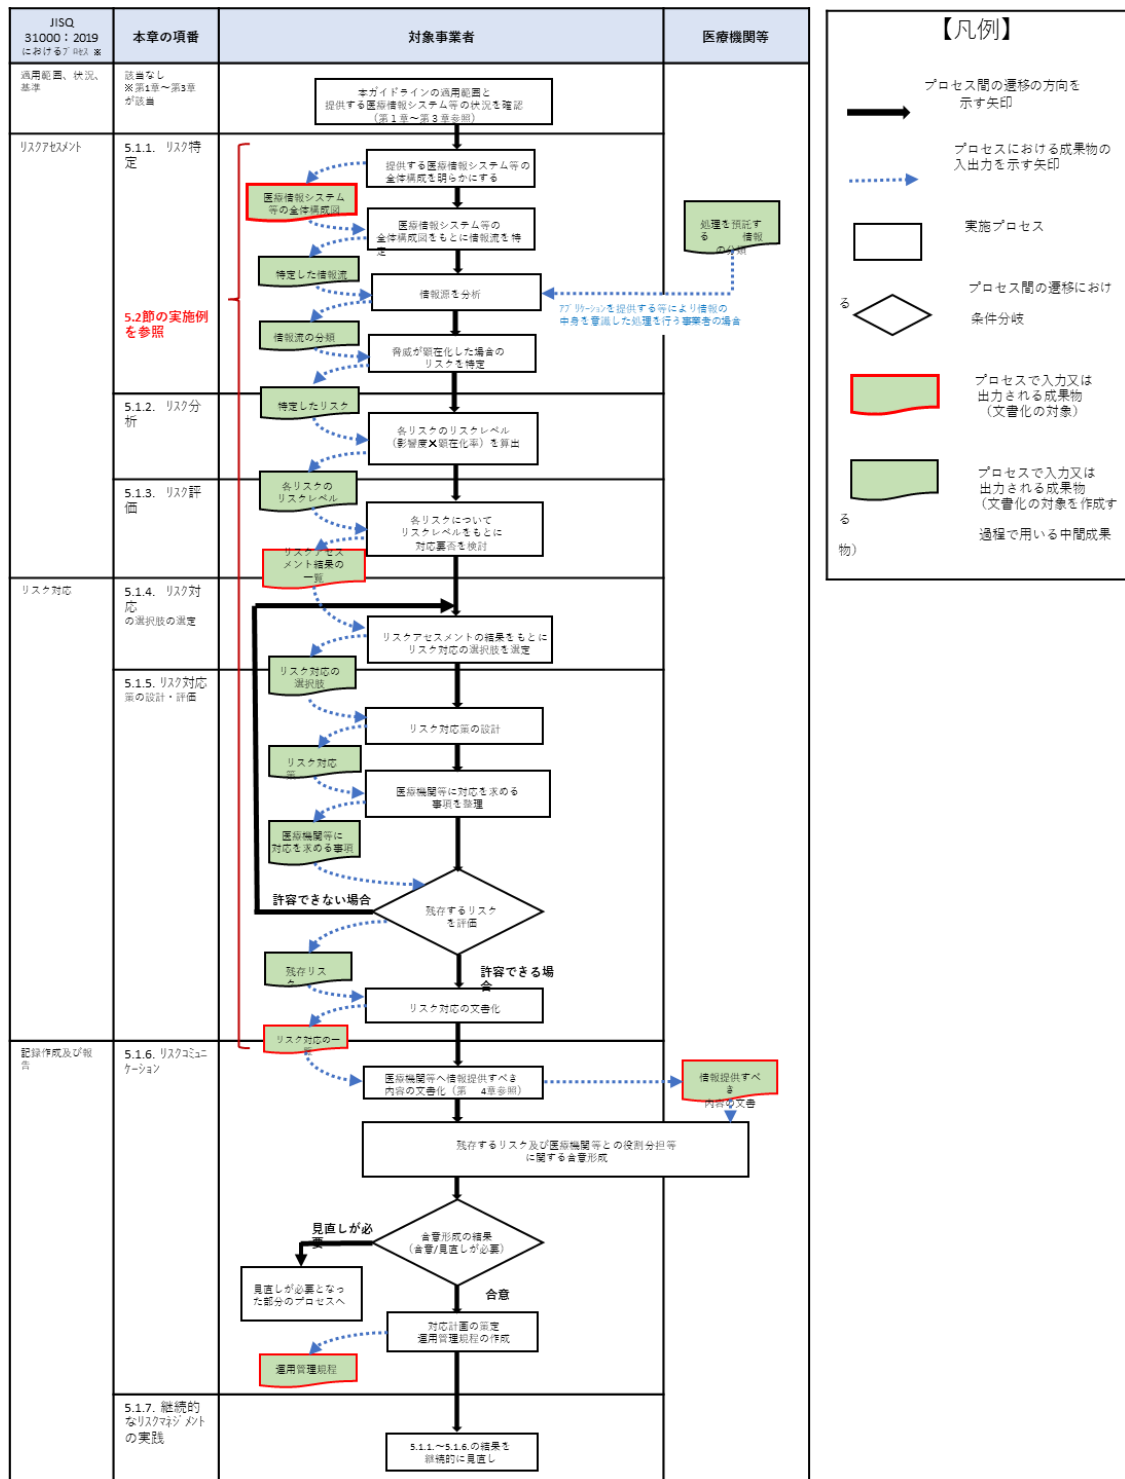 JISQ
31000：2019
におけるプロセス ※
本章の項番
対象事業者
医療機関等
適用範囲、状況、
基準
該当なし
※第1章～第3章
が該当
本ガイドラインの適用範囲と
提供する医療情報システム等の状況を確認
（第１章～第３章参照）
リスクアセスメント
5.1.1. リスク特
定
5.2節の実施例
を参照
提供する医療情報システム等の
全体構成を明らかにする
医療情報システム
等の全体構成図
医療情報システム等の
全体構成図をもとに情報流を特
定
処理を預託す
る 情報
の分類
特定した情報流
情報源を分析
アプリケーションを提供する等により情報の
中身を意識した処理を行う事業者の場合
情報流の分類
脅威が顕在化した場合の
リスクを特定
5.1.2. リスク分
析
特定したリスク
各リスクのリスクレベル
（影響度×顕在化率）を算出
5.1.3. リスク評
価
各リスクの
リスクレベル
各リスクについて
リスクレベルをもとに
対応要否を検討
リスクアセス
メント結果の
一覧
リスク対応
5.1.4. リスク対
応
の選択肢の選定
リスクアセスメントの結果をもとに
リスク対応の選択肢を選定
5.1.5. リスク対応
策の設計・評価
リスク対応の
選択肢
リスク対応策の設計
リスク対応
策
医療機関等に対応を求める
事項を整理
医療機関等に
対応を求める事項
許容できない場合
残存するリスク
を評価
許容できる場
合
残存リス
ク
リスク対応の文書化
リスク対応の一
覧
記録作成及び報
告
5.1.6. リスクコミュニ
ケーション
医療機関等へ情報提供すべき
内容の文書化（第 4章参照）
情報提供すべ
き
内容の文書
残存するリスク及び医療機関等との役割分担等
に関する合意形成
見直しが必
要
合意形成の結果
（合意/見直しが必要）
見直しが必要となっ
た部分のプロセスへ
合意
対応計画の策定
運用管理規程の作成
運用管理規程
5.1.7. 継続的
なリスクマネジメント
の実践
5.1.1.～5.1.6.の結果を
継続的に見直し
【凡例】
プロセス間の遷移の方向を
示す矢印
プロセスにおける成果物の
入出力を示す矢印
実施プロセス
プロセス間の遷移におけ
る
条件分岐
プロセスで入力又は
出力される成果物
（文書化の対象）
プロセスで入力又は
出力される成果物
（文書化の対象を作成す
る
過程で用いる中間成果
物）